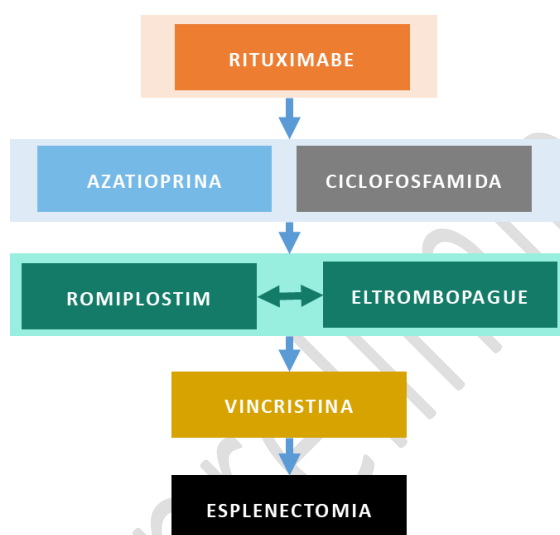 RITUXIMABE
AZATIOPRINA
CICLOFOSFAMIDA
ROMIPLOSTIM
ELTROMBOPAGUE
VINCRISTINA
ESPLENECTOMIA